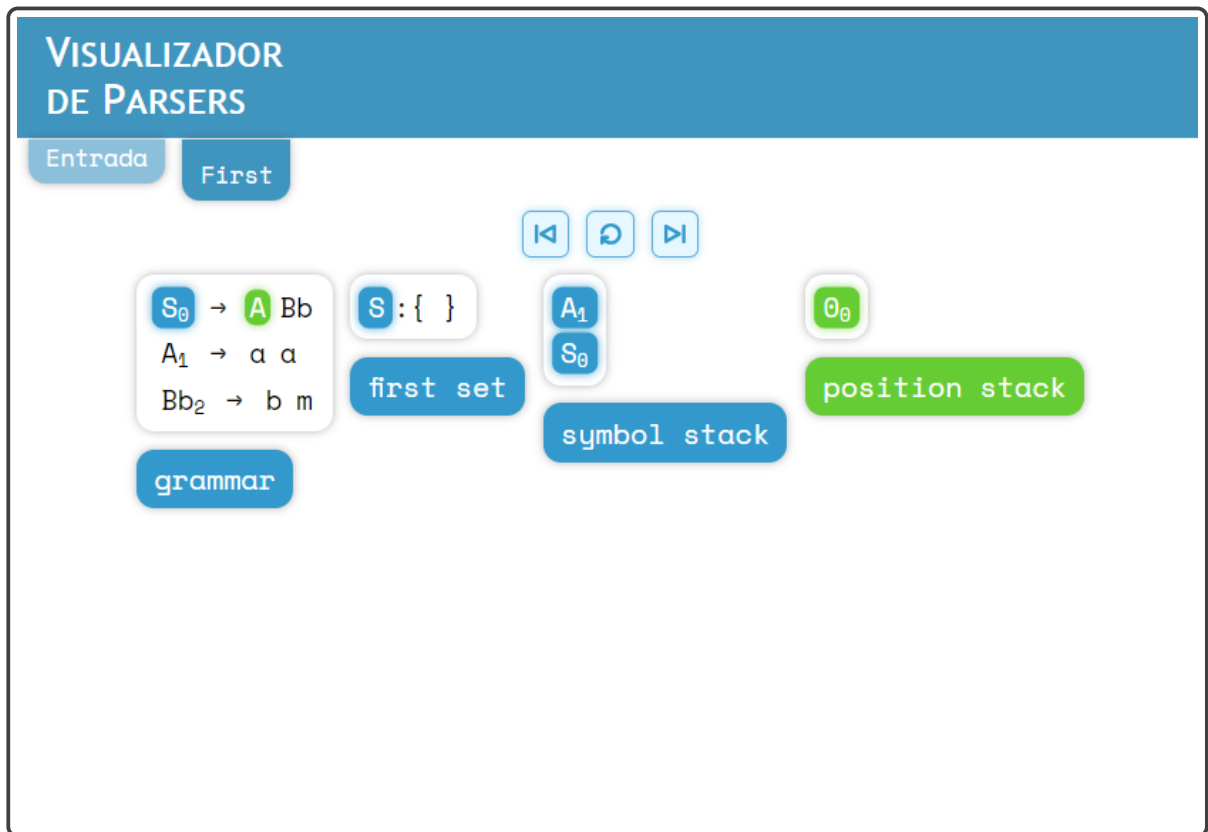 VISUALIZADOR
DE PARSERS
Entrada
First
S₀ → A Bb
A₁ → a a
Bb₂ → b m
grammar
S:{ }
first set
A₁
S₀
symbol stack
0₀
position stack